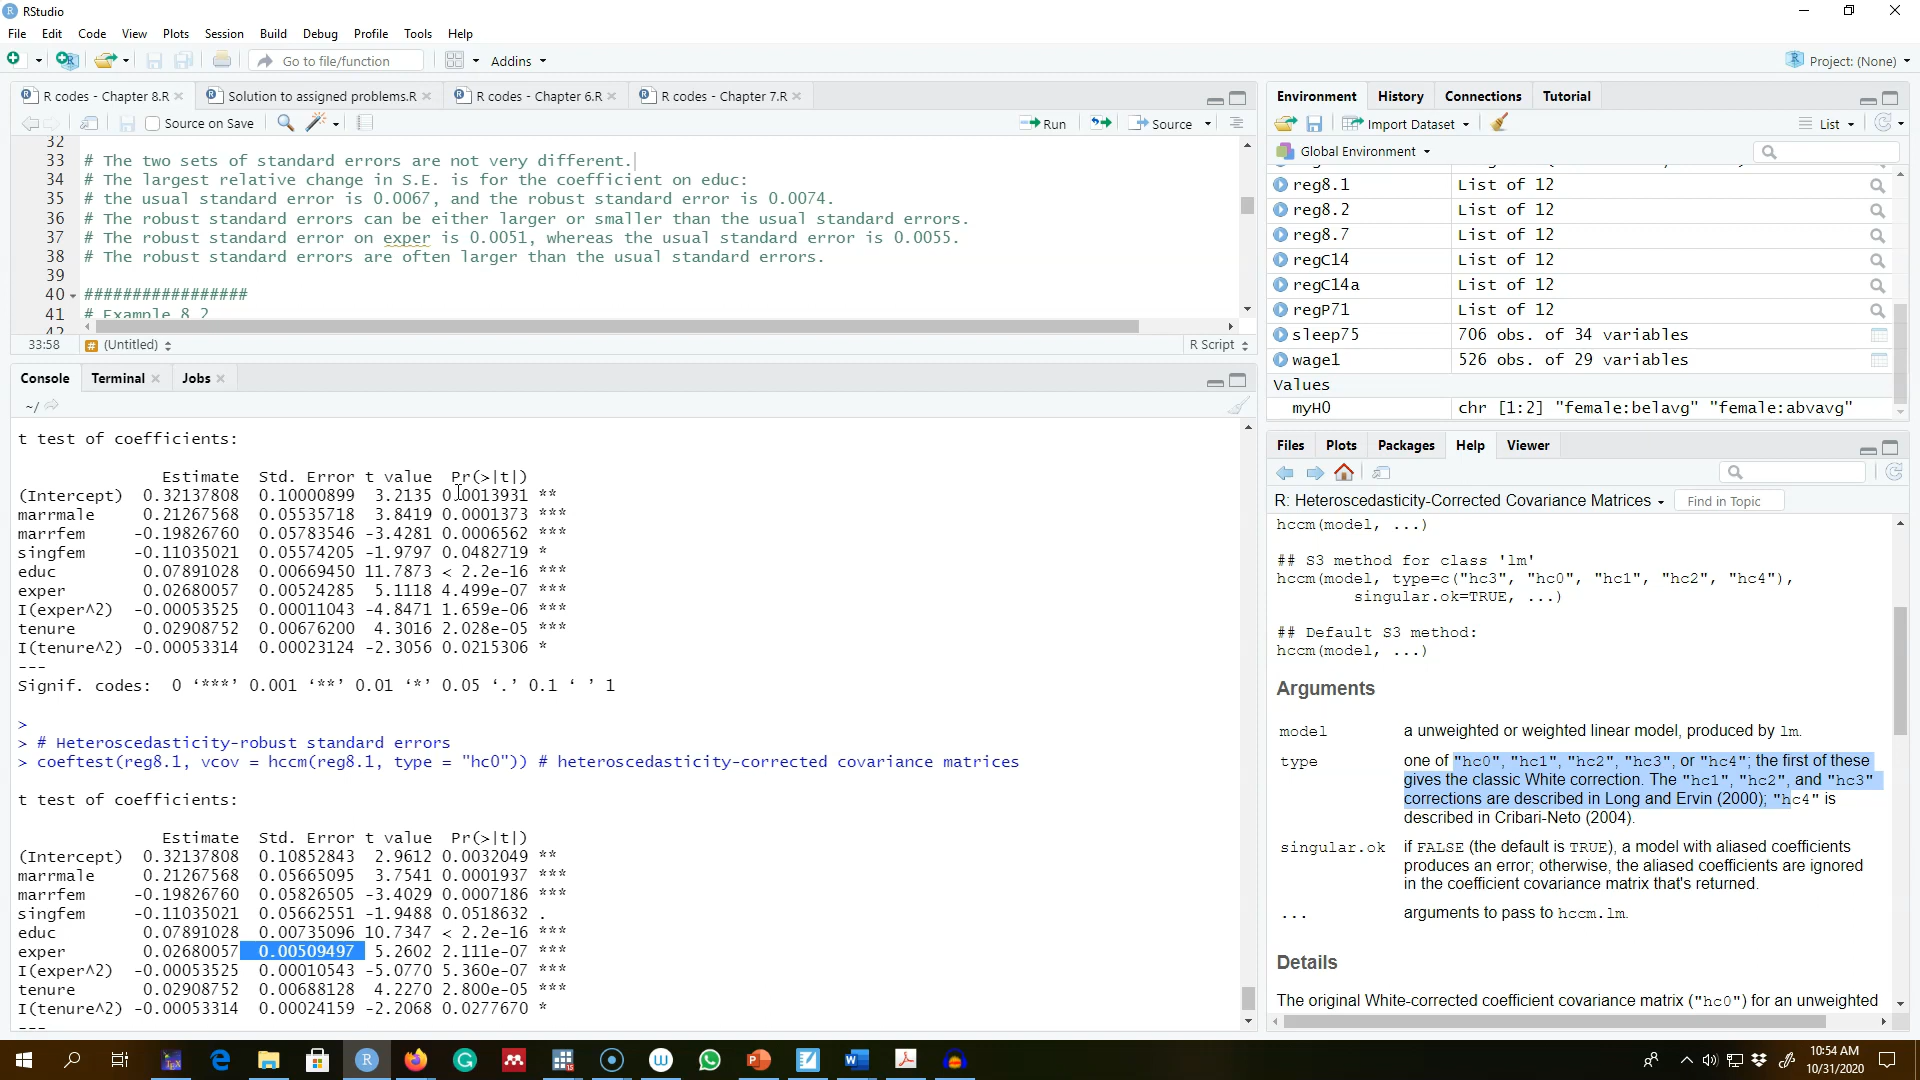 RStudio
File Edit Code View Plots Session Build Debug Profile Tools Help
Go to file/function Addins Project: (None)
R codes - Chapter 8.R Solution to assigned problems.R R codes - Chapter 6.R R codes - Chapter 7.R
Source on Save Run Source
32
33 # The two sets of standard errors are not very different.
34 # The largest relative change in S.E. is for the coefficient on educ:
35 # the usual standard error is 0.0067, and the robust standard error is 0.0074.
36 # The robust standard errors can be either larger or smaller than the usual standard errors.
37 # The robust standard error on exper is 0.0051, whereas the usual standard error is 0.0055.
38 # The robust standard errors are often larger than the usual standard errors.
39
40 #################
41 # Example 8.2
42
33:58 (Untitled) R Script
Console Terminal Jobs
~/
t test of coefficients:
Estimate Std. Error t value Pr(>|t|)
(Intercept) 0.32137808 0.10000899 3.2135 0.0013931 **
marrmale 0.21267568 0.05535718 3.8419 0.0001373 ***
marrfem -0.19826760 0.05783546 -3.4281 0.0006562 ***
singfem -0.11035021 0.05574205 -1.9797 0.0482719 *
educ 0.07891028 0.00669450 11.7873 < 2.2e-16 ***
exper 0.02680057 0.00524285 5.1118 4.499e-07 ***
I(exper^2) -0.00053525 0.00011043 -4.8471 1.659e-06 ***
tenure 0.02908752 0.00676200 4.3016 2.028e-05 ***
I(tenure^2) -0.00053314 0.00023124 -2.3056 0.0215306 *
---
Signif. codes: 0 ‘***’ 0.001 ‘**’ 0.01 ‘*’ 0.05 ‘.’ 0.1 ‘ ’ 1
>
> # Heteroscedasticity-robust standard errors
> coeftest(reg8.1, vcov = hccm(reg8.1, type = "hc0")) # heteroscedasticity-corrected covariance matrices
t test of coefficients:
Estimate Std. Error t value Pr(>|t|)
(Intercept) 0.32137808 0.10852843 2.9612 0.0032049 **
marrmale 0.21267568 0.05665095 3.7541 0.0001937 ***
marrfem -0.19826760 0.05826505 -3.4029 0.0007186 ***
singfem -0.11035021 0.05662551 -1.9488 0.0518632 .
educ 0.07891028 0.00735096 10.7347 < 2.2e-16 ***
exper 0.02680057 0.00509497 5.2602 2.111e-07 ***
I(exper^2) -0.00053525 0.00010543 -5.0770 5.360e-07 ***
tenure 0.02908752 0.00688128 4.2270 2.800e-05 ***
I(tenure^2) -0.00053314 0.00024159 -2.2068 0.0277670 *
---
Environment History Connections Tutorial
Import Dataset List
Global Environment
reg8.1 List of 12
reg8.2 List of 12
reg8.7 List of 12
regC14 List of 12
regC14a List of 12
regP71 List of 12
sleep75 706 obs. of 34 variables
wage1 526 obs. of 29 variables
Values
myH0 chr [1:2] "female:belavg" "female:abvavg"
Files Plots Packages Help Viewer
R: Heteroscedasticity-Corrected Covariance Matrices Find in Topic
hccm(model, ...)
## S3 method for class 'lm'
hccm(model, type=c("hc3", "hc0", "hc1", "hc2", "hc4"),
singular.ok=TRUE, ...)
## Default S3 method:
hccm(model, ...)
Arguments
model a unweighted or weighted linear model, produced by lm.
type one of "hc0", "hc1", "hc2", "hc3", or "hc4"; the first of these
gives the classic White correction. The "hc1", "hc2", and "hc3"
corrections are described in Long and Ervin (2000); "hc4" is
described in Cribari-Neto (2004).
singular.ok if FALSE (the default is TRUE), a model with aliased coefficients
produces an error; otherwise, the aliased coefficients are ignored
in the coefficient covariance matrix that's returned.
... arguments to pass to hccm.lm.
Details
The original White-corrected coefficient covariance matrix ("hc0") for an unweighted
10:54 AM
10/31/2020